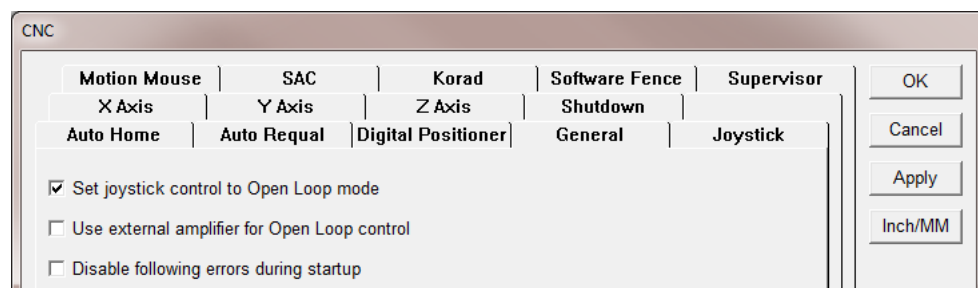 CNC
Motion Mouse SAC Korad Software Fence Supervisor OK
X Axis Y Axis Z Axis Shutdown
Auto Home Auto Requal Digital Positioner General Joystick Cancel
Set joystick control to Open Loop mode Apply
Use external amplifier for Open Loop control Inch/MM
Disable following errors during startup